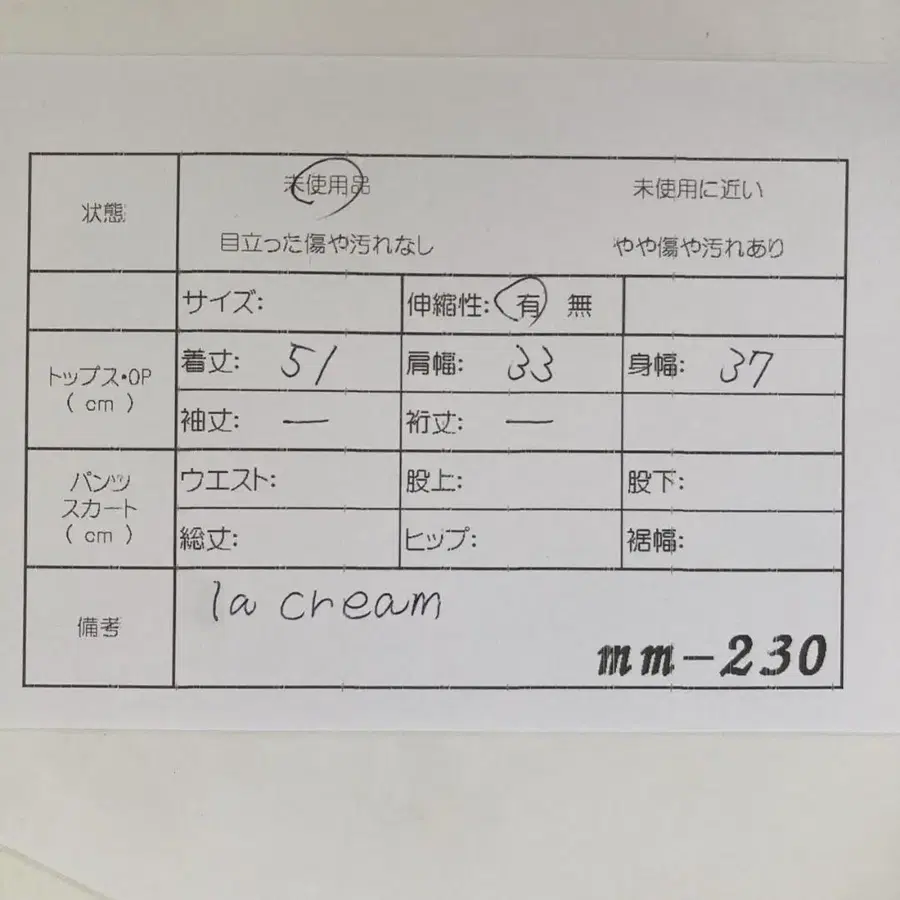 状態 未使用品 未使用に近い
目立った傷や汚れなし やや傷や汚れあり
サイズ: 伸縮性: 有 無
トップス・OP
( cm )
着丈: 51 肩幅: 33 身幅: 37
袖丈: — 裄丈: —
パンツ
スカート
( cm )
ウエスト: 股上: 股下:
総丈: ヒップ: 裾幅:
備考 la cream
mm-230